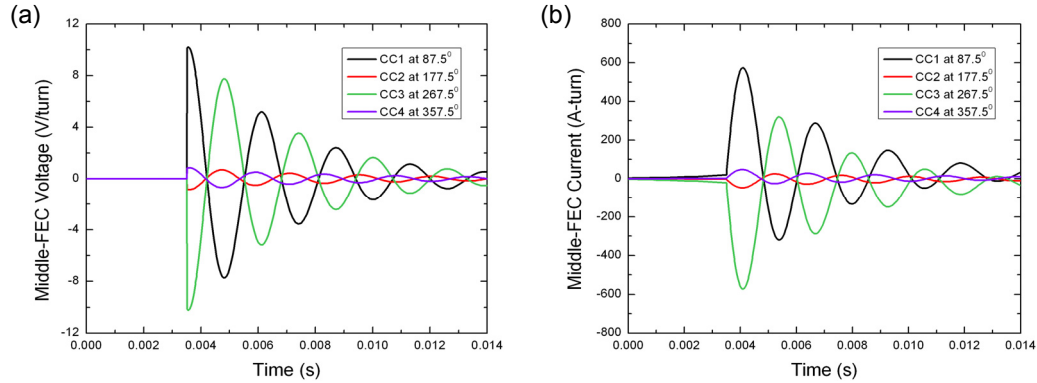 (a)
Middle-FEC Voltage (V/turn)
12
8
4
0
-4
-8
-12
CC1 at 87.5⁰
CC2 at 177.5⁰
CC3 at 267.5⁰
CC4 at 357.5⁰
0.000 0.002 0.004 0.006 0.008 0.010 0.012 0.014
Time (s)
(b)
Middle-FEC Current (A-turn)
800
600
400
200
0
-200
-400
-600
-800
CC1 at 87.5⁰
CC2 at 177.5⁰
CC3 at 267.5⁰
CC4 at 357.5⁰
0.000 0.002 0.004 0.006 0.008 0.010 0.012 0.014
Time (s)